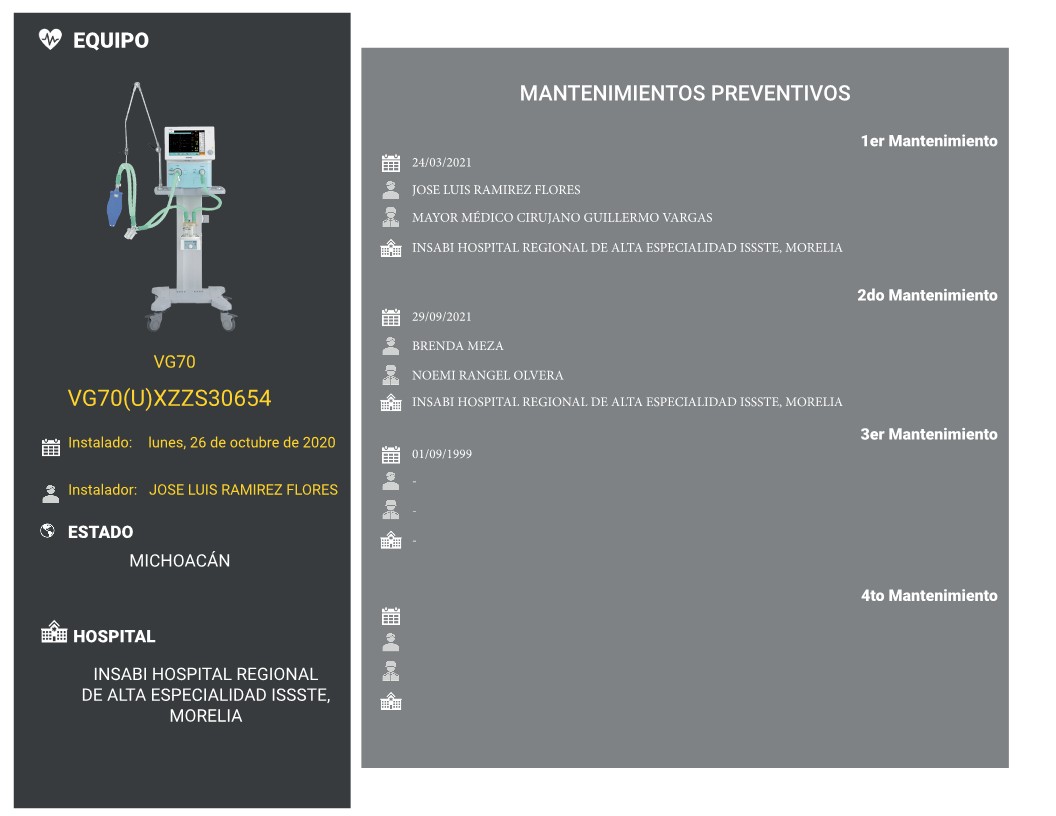 EQUIPO
VG70
VG70(U)XZZS30654
Instalado: lunes, 26 de octubre de 2020
Instalador: JOSE LUIS RAMIREZ FLORES
ESTADO
MICHOACÁN
HOSPITAL
INSABI HOSPITAL REGIONAL
DE ALTA ESPECIALIDAD ISSSTE,
MORELIA
MANTENIMIENTOS PREVENTIVOS
1er Mantenimiento
24/03/2021
JOSE LUIS RAMIREZ FLORES
MAYOR MÉDICO CIRUJANO GUILLERMO VARGAS
INSABI HOSPITAL REGIONAL DE ALTA ESPECIALIDAD ISSSTE, MORELIA
2do Mantenimiento
29/09/2021
BRENDA MEZA
NOEMI RANGEL OLVERA
INSABI HOSPITAL REGIONAL DE ALTA ESPECIALIDAD ISSSTE, MORELIA
3er Mantenimiento
01/09/1999
-
-
-
4to Mantenimiento